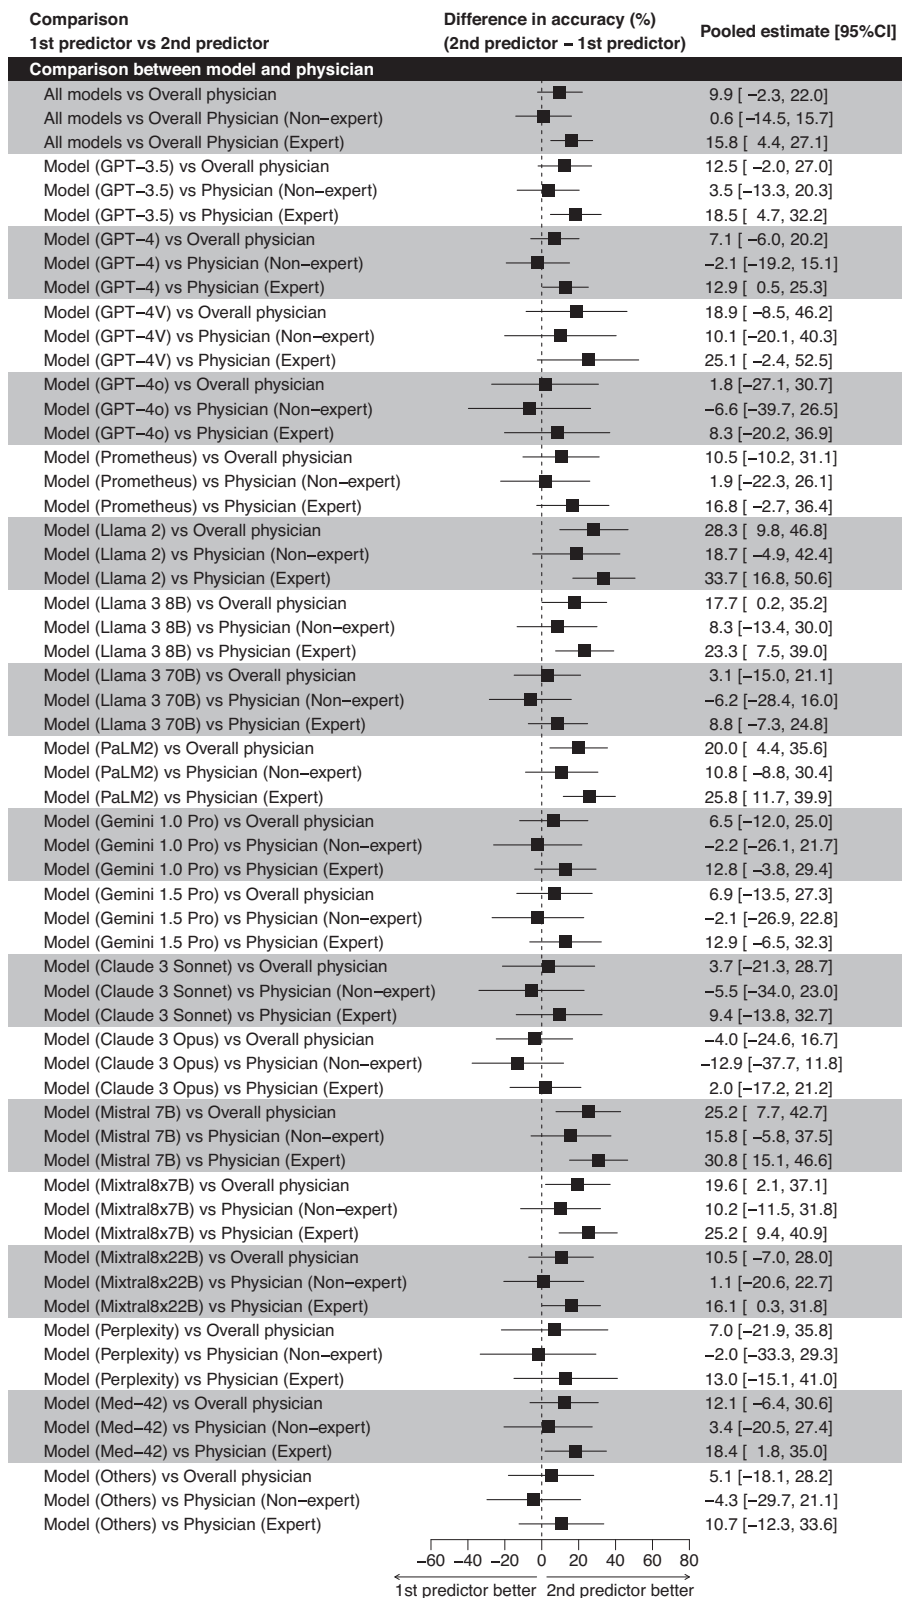 Comparison
1st predictor vs 2nd predictor
Difference in accuracy (%)
(2nd predictor – 1st predictor)
Pooled estimate [95%CI]
Comparison between model and physician
All models vs Overall physician 9.9 [ −2.3, 22.0]
All models vs Overall Physician (Non−expert) 0.6 [−14.5, 15.7]
All models vs Overall Physician (Expert) 15.8 [ 4.4, 27.1]
Model (GPT−3.5) vs Overall physician 12.5 [ −2.0, 27.0]
Model (GPT−3.5) vs Physician (Non−expert) 3.5 [−13.3, 20.3]
Model (GPT−3.5) vs Physician (Expert) 18.5 [ 4.7, 32.2]
Model (GPT−4) vs Overall physician 7.1 [ −6.0, 20.2]
Model (GPT−4) vs Physician (Non−expert) −2.1 [−19.2, 15.1]
Model (GPT−4) vs Physician (Expert) 12.9 [ 0.5, 25.3]
Model (GPT−4V) vs Overall physician 18.9 [ −8.5, 46.2]
Model (GPT−4V) vs Physician (Non−expert) 10.1 [−20.1, 40.3]
Model (GPT−4V) vs Physician (Expert) 25.1 [ −2.4, 52.5]
Model (GPT−4o) vs Overall physician 1.8 [−27.1, 30.7]
Model (GPT−4o) vs Physician (Non−expert) −6.6 [−39.7, 26.5]
Model (GPT−4o) vs Physician (Expert) 8.3 [−20.2, 36.9]
Model (Prometheus) vs Overall physician 10.5 [−10.2, 31.1]
Model (Prometheus) vs Physician (Non−expert) 1.9 [−22.3, 26.1]
Model (Prometheus) vs Physician (Expert) 16.8 [ −2.7, 36.4]
Model (Llama 2) vs Overall physician 28.3 [ 9.8, 46.8]
Model (Llama 2) vs Physician (Non−expert) 18.7 [ −4.9, 42.4]
Model (Llama 2) vs Physician (Expert) 33.7 [ 16.8, 50.6]
Model (Llama 3 8B) vs Overall physician 17.7 [ 0.2, 35.2]
Model (Llama 3 8B) vs Physician (Non−expert) 8.3 [−13.4, 30.0]
Model (Llama 3 8B) vs Physician (Expert) 23.3 [ 7.5, 39.0]
Model (Llama 3 70B) vs Overall physician 3.1 [−15.0, 21.1]
Model (Llama 3 70B) vs Physician (Non−expert) −6.2 [−28.4, 16.0]
Model (Llama 3 70B) vs Physician (Expert) 8.8 [ −7.3, 24.8]
Model (PaLM2) vs Overall physician 20.0 [ 4.4, 35.6]
Model (PaLM2) vs Physician (Non−expert) 10.8 [ −8.8, 30.4]
Model (PaLM2) vs Physician (Expert) 25.8 [ 11.7, 39.9]
Model (Gemini 1.0 Pro) vs Overall physician 6.5 [−12.0, 25.0]
Model (Gemini 1.0 Pro) vs Physician (Non−expert) −2.2 [−26.1, 21.7]
Model (Gemini 1.0 Pro) vs Physician (Expert) 12.8 [ −3.8, 29.4]
Model (Gemini 1.5 Pro) vs Overall physician 6.9 [−13.5, 27.3]
Model (Gemini 1.5 Pro) vs Physician (Non−expert) −2.1 [−26.9, 22.8]
Model (Gemini 1.5 Pro) vs Physician (Expert) 12.9 [ −6.5, 32.3]
Model (Claude 3 Sonnet) vs Overall physician 3.7 [−21.3, 28.7]
Model (Claude 3 Sonnet) vs Physician (Non−expert) −5.5 [−34.0, 23.0]
Model (Claude 3 Sonnet) vs Physician (Expert) 9.4 [−13.8, 32.7]
Model (Claude 3 Opus) vs Overall physician −4.0 [−24.6, 16.7]
Model (Claude 3 Opus) vs Physician (Non−expert) −12.9 [−37.7, 11.8]
Model (Claude 3 Opus) vs Physician (Expert) 2.0 [−17.2, 21.2]
Model (Mistral 7B) vs Overall physician 25.2 [ 7.7, 42.7]
Model (Mistral 7B) vs Physician (Non−expert) 15.8 [ −5.8, 37.5]
Model (Mistral 7B) vs Physician (Expert) 30.8 [ 15.1, 46.6]
Model (Mixtral8x7B) vs Overall physician 19.6 [ 2.1, 37.1]
Model (Mixtral8x7B) vs Physician (Non−expert) 10.2 [−11.5, 31.8]
Model (Mixtral8x7B) vs Physician (Expert) 25.2 [ 9.4, 40.9]
Model (Mixtral8x22B) vs Overall physician 10.5 [ −7.0, 28.0]
Model (Mixtral8x22B) vs Physician (Non−expert) 1.1 [−20.6, 22.7]
Model (Mixtral8x22B) vs Physician (Expert) 16.1 [ 0.3, 31.8]
Model (Perplexity) vs Overall physician 7.0 [−21.9, 35.8]
Model (Perplexity) vs Physician (Non−expert) −2.0 [−33.3, 29.3]
Model (Perplexity) vs Physician (Expert) 13.0 [−15.1, 41.0]
Model (Med−42) vs Overall physician 12.1 [ −6.4, 30.6]
Model (Med−42) vs Physician (Non−expert) 3.4 [−20.5, 27.4]
Model (Med−42) vs Physician (Expert) 18.4 [ 1.8, 35.0]
Model (Others) vs Overall physician 5.1 [−18.1, 28.2]
Model (Others) vs Physician (Non−expert) −4.3 [−29.7, 21.1]
Model (Others) vs Physician (Expert) 10.7 [−12.3, 33.6]
−60 −40 −20 0 20 40 60 80
1st predictor better 2nd predictor better